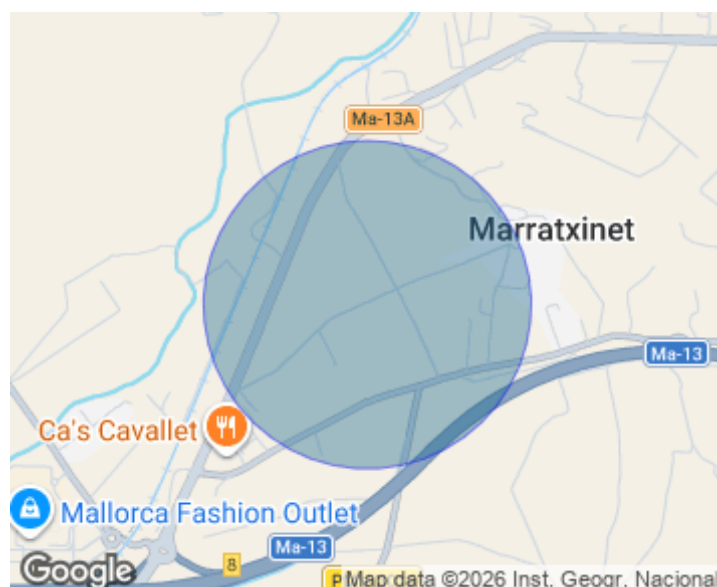 Ma-13A
Marratxinet
Ma-13
Ca's Cavallet
Mallorca Fashion Outlet
Ma-13
8
Google
Map data ©2026 Inst. Geogr. Nacional